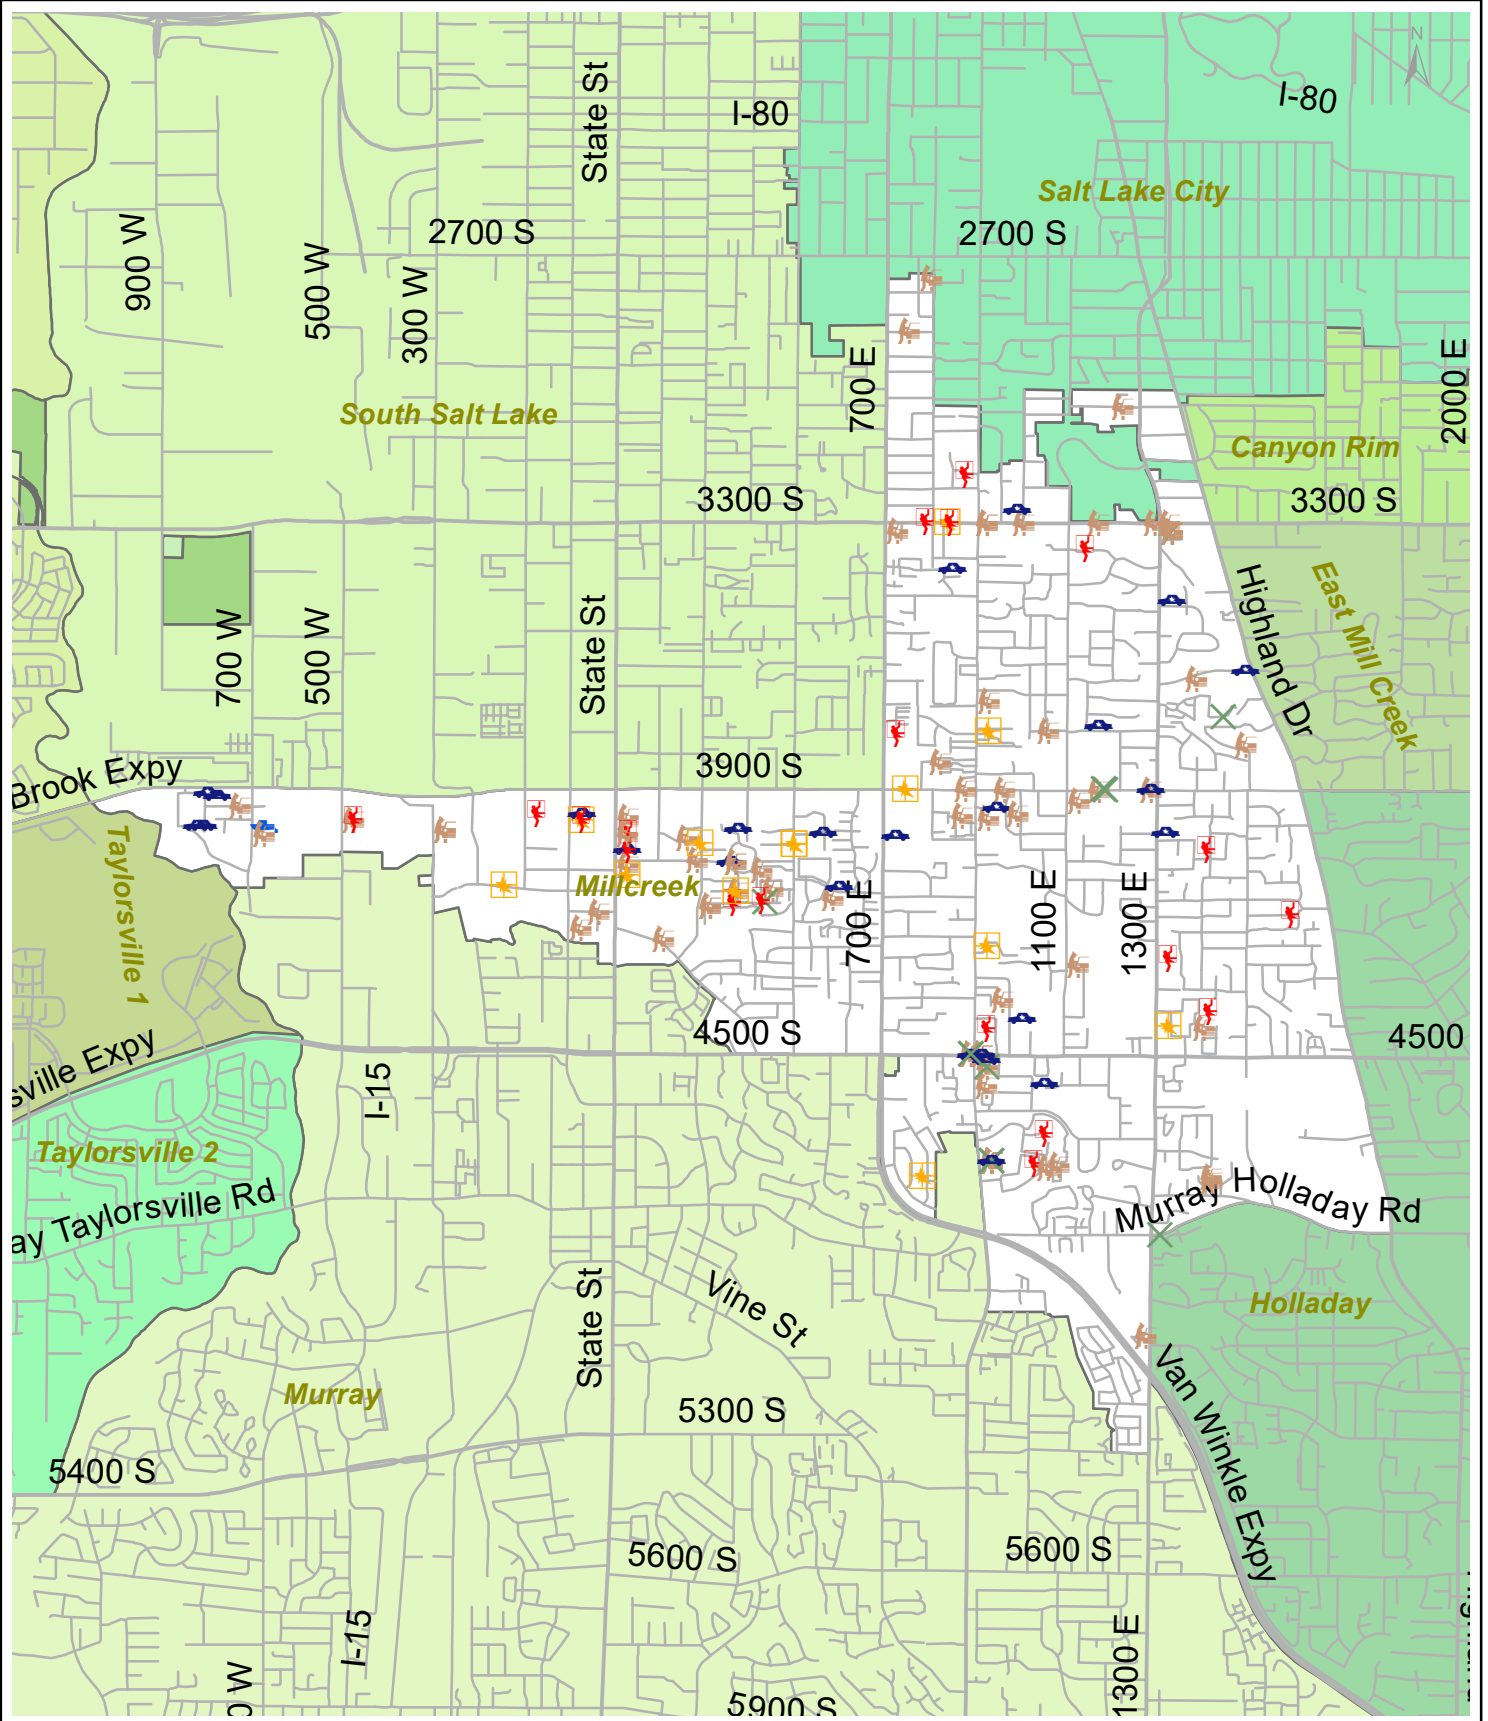 N
I-80
State St
I-80
Salt Lake City
900 W
2700 S
2700 S
500 W
300 W
700 E
2000 E
South Salt Lake
Canyon Rim
3300 S
3300 S
Highland Dr
East Mill Creek
700 W
500 W
State St
3900 S
Brook Expy
Taylorsville 1
Millcreek
700 E
1100 E
1300 E
4500 S
4500
sville Expy
I-15
Taylorsville 2
ay Taylorsville Rd
Murray Holladay Rd
State St
Vine St
Holladay
Murray
5300 S
Van Winkle Expy
5400 S
5600 S
5600 S
I-15
1300 E
0 W
5900 S